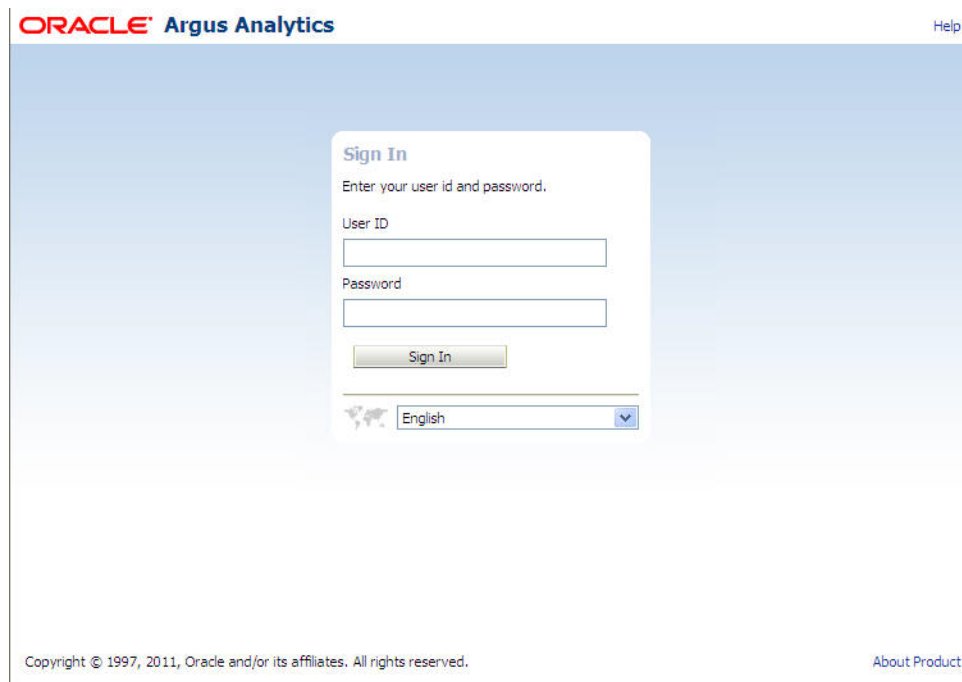 ORACLE Argus Analytics
Help
Sign In
Enter your user id and password.
User ID
Password
Sign In
English
Copyright © 1997, 2011, Oracle and/or its affiliates. All rights reserved.
About Product